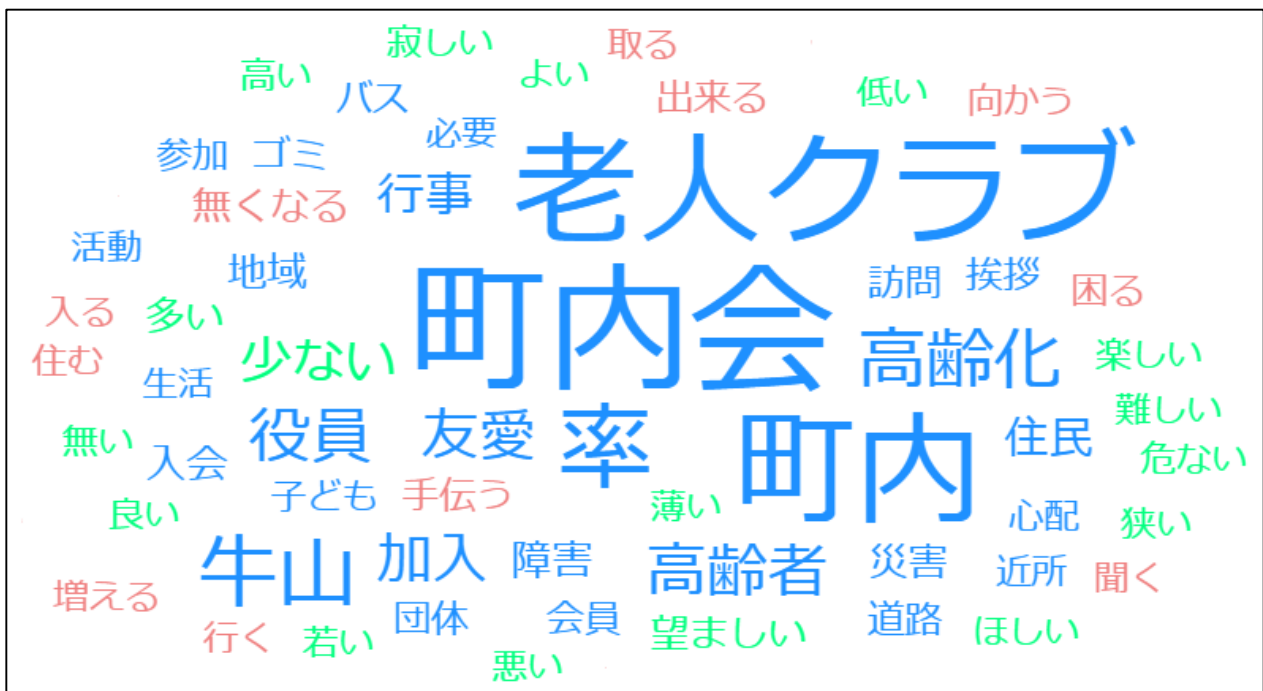 寂しい
取る
高い
よい
バス
出来る
低い
向かう
必要
参加
ゴミ
老人クラブ
無くなる
行事
活動
地域
町内会
訪問
挨拶
困る
入る
多い
住む
少ない
高齢化
楽しい
生活
難しい
無い
入会
役員
友愛
率
町内
住民
危ない
子ども
手伝う
薄い
良い
心配
狭い
牛山
加入
障害
高齢者
災害
近所
聞く
増える
団体
会員
望ましい
道路
ほしい
行く
若い
悪い